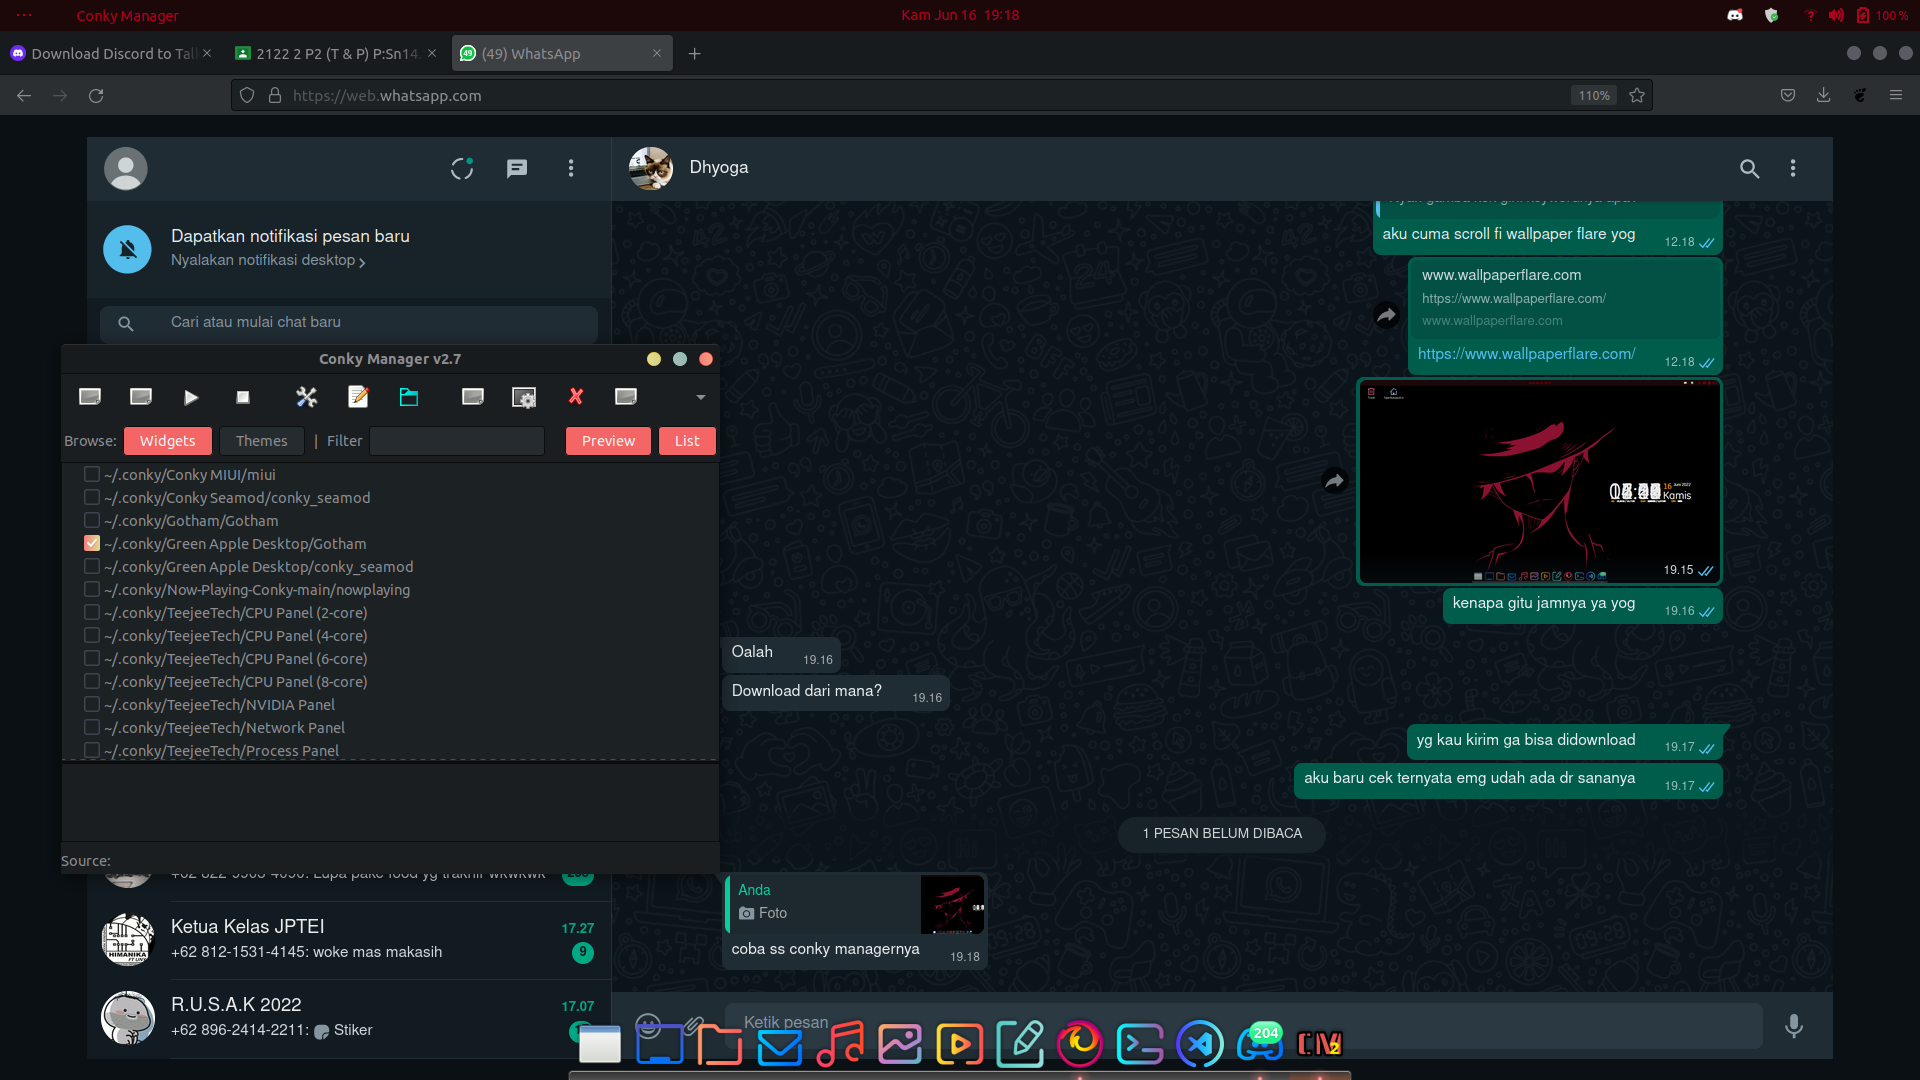 Conky Manager
Kam Jun 16 19:18
100 %
Download Discord to Tal
2122 2 P2 (T & P) P:Sn14.
(49) WhatsApp
https://web.whatsapp.com
110%
Dapatkan notifikasi pesan baru
Nyalakan notifikasi desktop
Cari atau mulai chat baru
Conky Manager v2.7
Browse:
Widgets
Themes
|
Filter
Preview
List
~/.conky/Conky MIUI/miui
~/.conky/Conky Seamod/conky_seamod
~/.conky/Gotham/Gotham
~/.conky/Green Apple Desktop/Gotham
~/.conky/Green Apple Desktop/conky_seamod
~/.conky/Now-Playing-Conky-main/nowplaying
~/.conky/TeejeeTech/CPU Panel (2-core)
~/.conky/TeejeeTech/CPU Panel (4-core)
~/.conky/TeejeeTech/CPU Panel (6-core)
~/.conky/TeejeeTech/CPU Panel (8-core)
~/.conky/TeejeeTech/NVIDIA Panel
~/.conky/TeejeeTech/Network Panel
~/.conky/TeejeeTech/Process Panel
Source:
Ketua Kelas JPTEI
17.27
+62 812-1531-4145: woke mas makasih
9
HIMANIKA
R.U.S.A.K 2022
17.07
+62 896-2414-2211: Stiker
Dhyoga
aku cuma scroll fi wallpaper flare yog
12.18
www.wallpaperflare.com
https://www.wallpaperflare.com/
www.wallpaperflare.com
https://www.wallpaperflare.com/
12.18
16
Kamis
19.15
kenapa gitu jamnya ya yog
19.16
Oalah
19.16
Download dari mana?
19.16
yg kau kirim ga bisa didownload
19.17
aku baru cek ternyata emg udah ada dr sananya
19.17
1 PESAN BELUM DIBACA
Anda
Foto
coba ss conky managernya
19.18
Ketik pesan
204